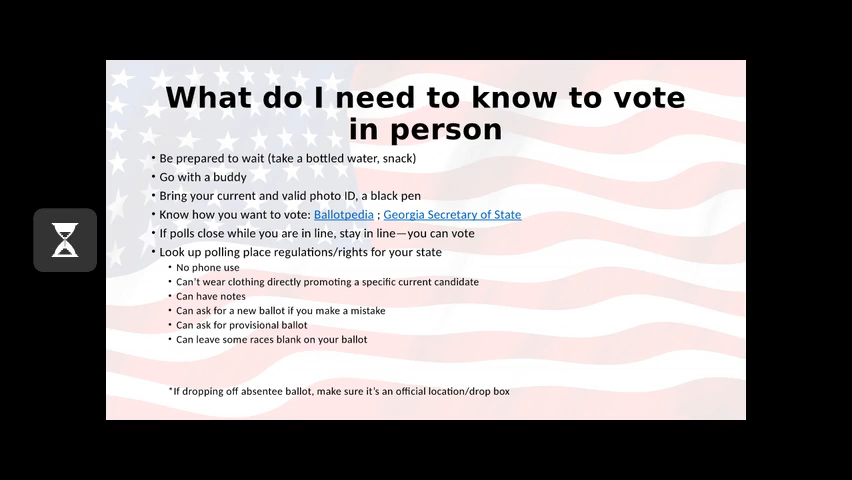 What do I need to know to vote
in person
• Be prepared to wait (take a bottled water, snack)
• Go with a buddy
• Bring your current and valid photo ID, a black pen
• Know how you want to vote: Ballotpedia ; Georgia Secretary of State
• If polls close while you are in line, stay in line—you can vote
• Look up polling place regulations/rights for your state
• No phone use
• Can't wear clothing directly promoting a specific current candidate
• Can have notes
• Can ask for a new ballot if you make a mistake
• Can ask for provisional ballot
• Can leave some races blank on your ballot
*If dropping off absentee ballot, make sure it's an official location/drop box